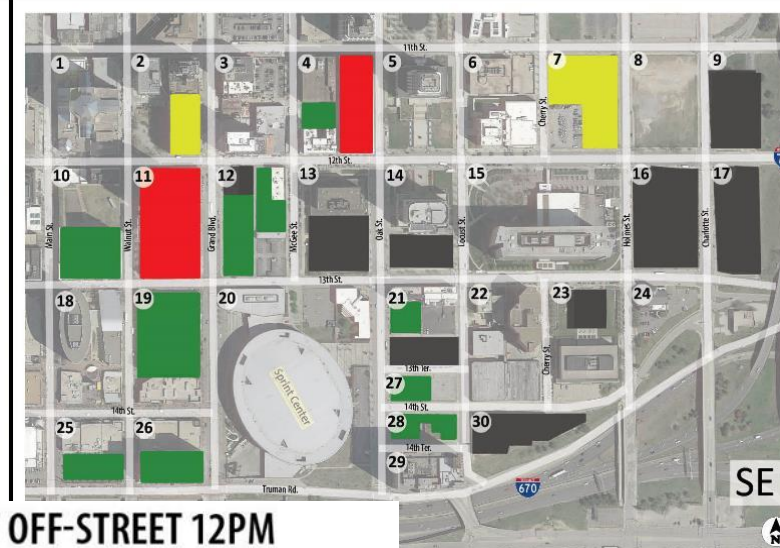 11th St.
1
2
3
4
5
6
7
8
9
Cherry St.
12th St.
10
11
12
13
14
15
16
17
Main St.
Walnut St.
Grand Blvd.
McGee St.
Oak St.
Locust St.
Holmes St.
Charlotte St.
13th St.
18
19
20
21
22
23
24
Sprint Center
13th Ter.
Cherry St.
27
14th St.
14th St.
25
26
28
30
14th Ter.
29
Truman Rd.
670
SE
OFF-STREET 12PM
N